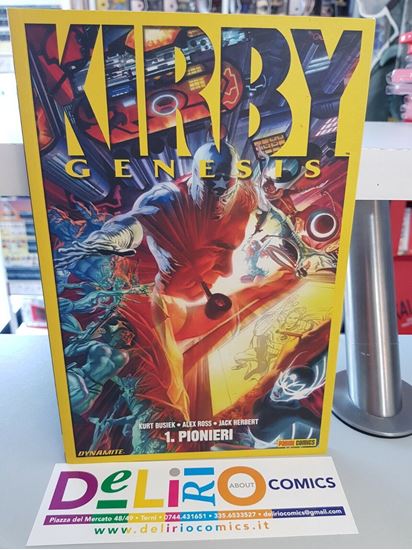 KIRBY
GENESIS
KURT BUSIEK • ALEX ROSS • JACK HERBERT
1. PIONIERI
DYNAMITE
PANINI COMICS
DeLiRiO ABOUT COMICS
Piazza del Mercato 48/49 • Terni • 0744.431651 • 335.6533527 • deliriocomics@gmail.com
www.deliriocomics.it